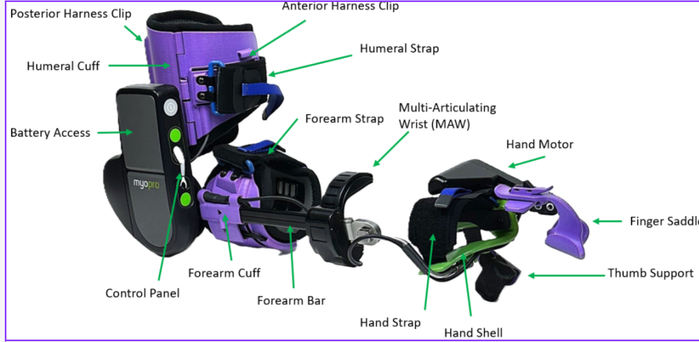 Posterior Harness Clip
Anterior Harness Clip
Humeral Cuff
Humeral Strap
Battery Access
Forearm Strap
Multi-Articulating
Wrist (MAW)
Hand Motor
myopro
Finger Saddl
Forearm Cuff
Thumb Support
Control Panel
Forearm Bar
Hand Strap
Hand Shell